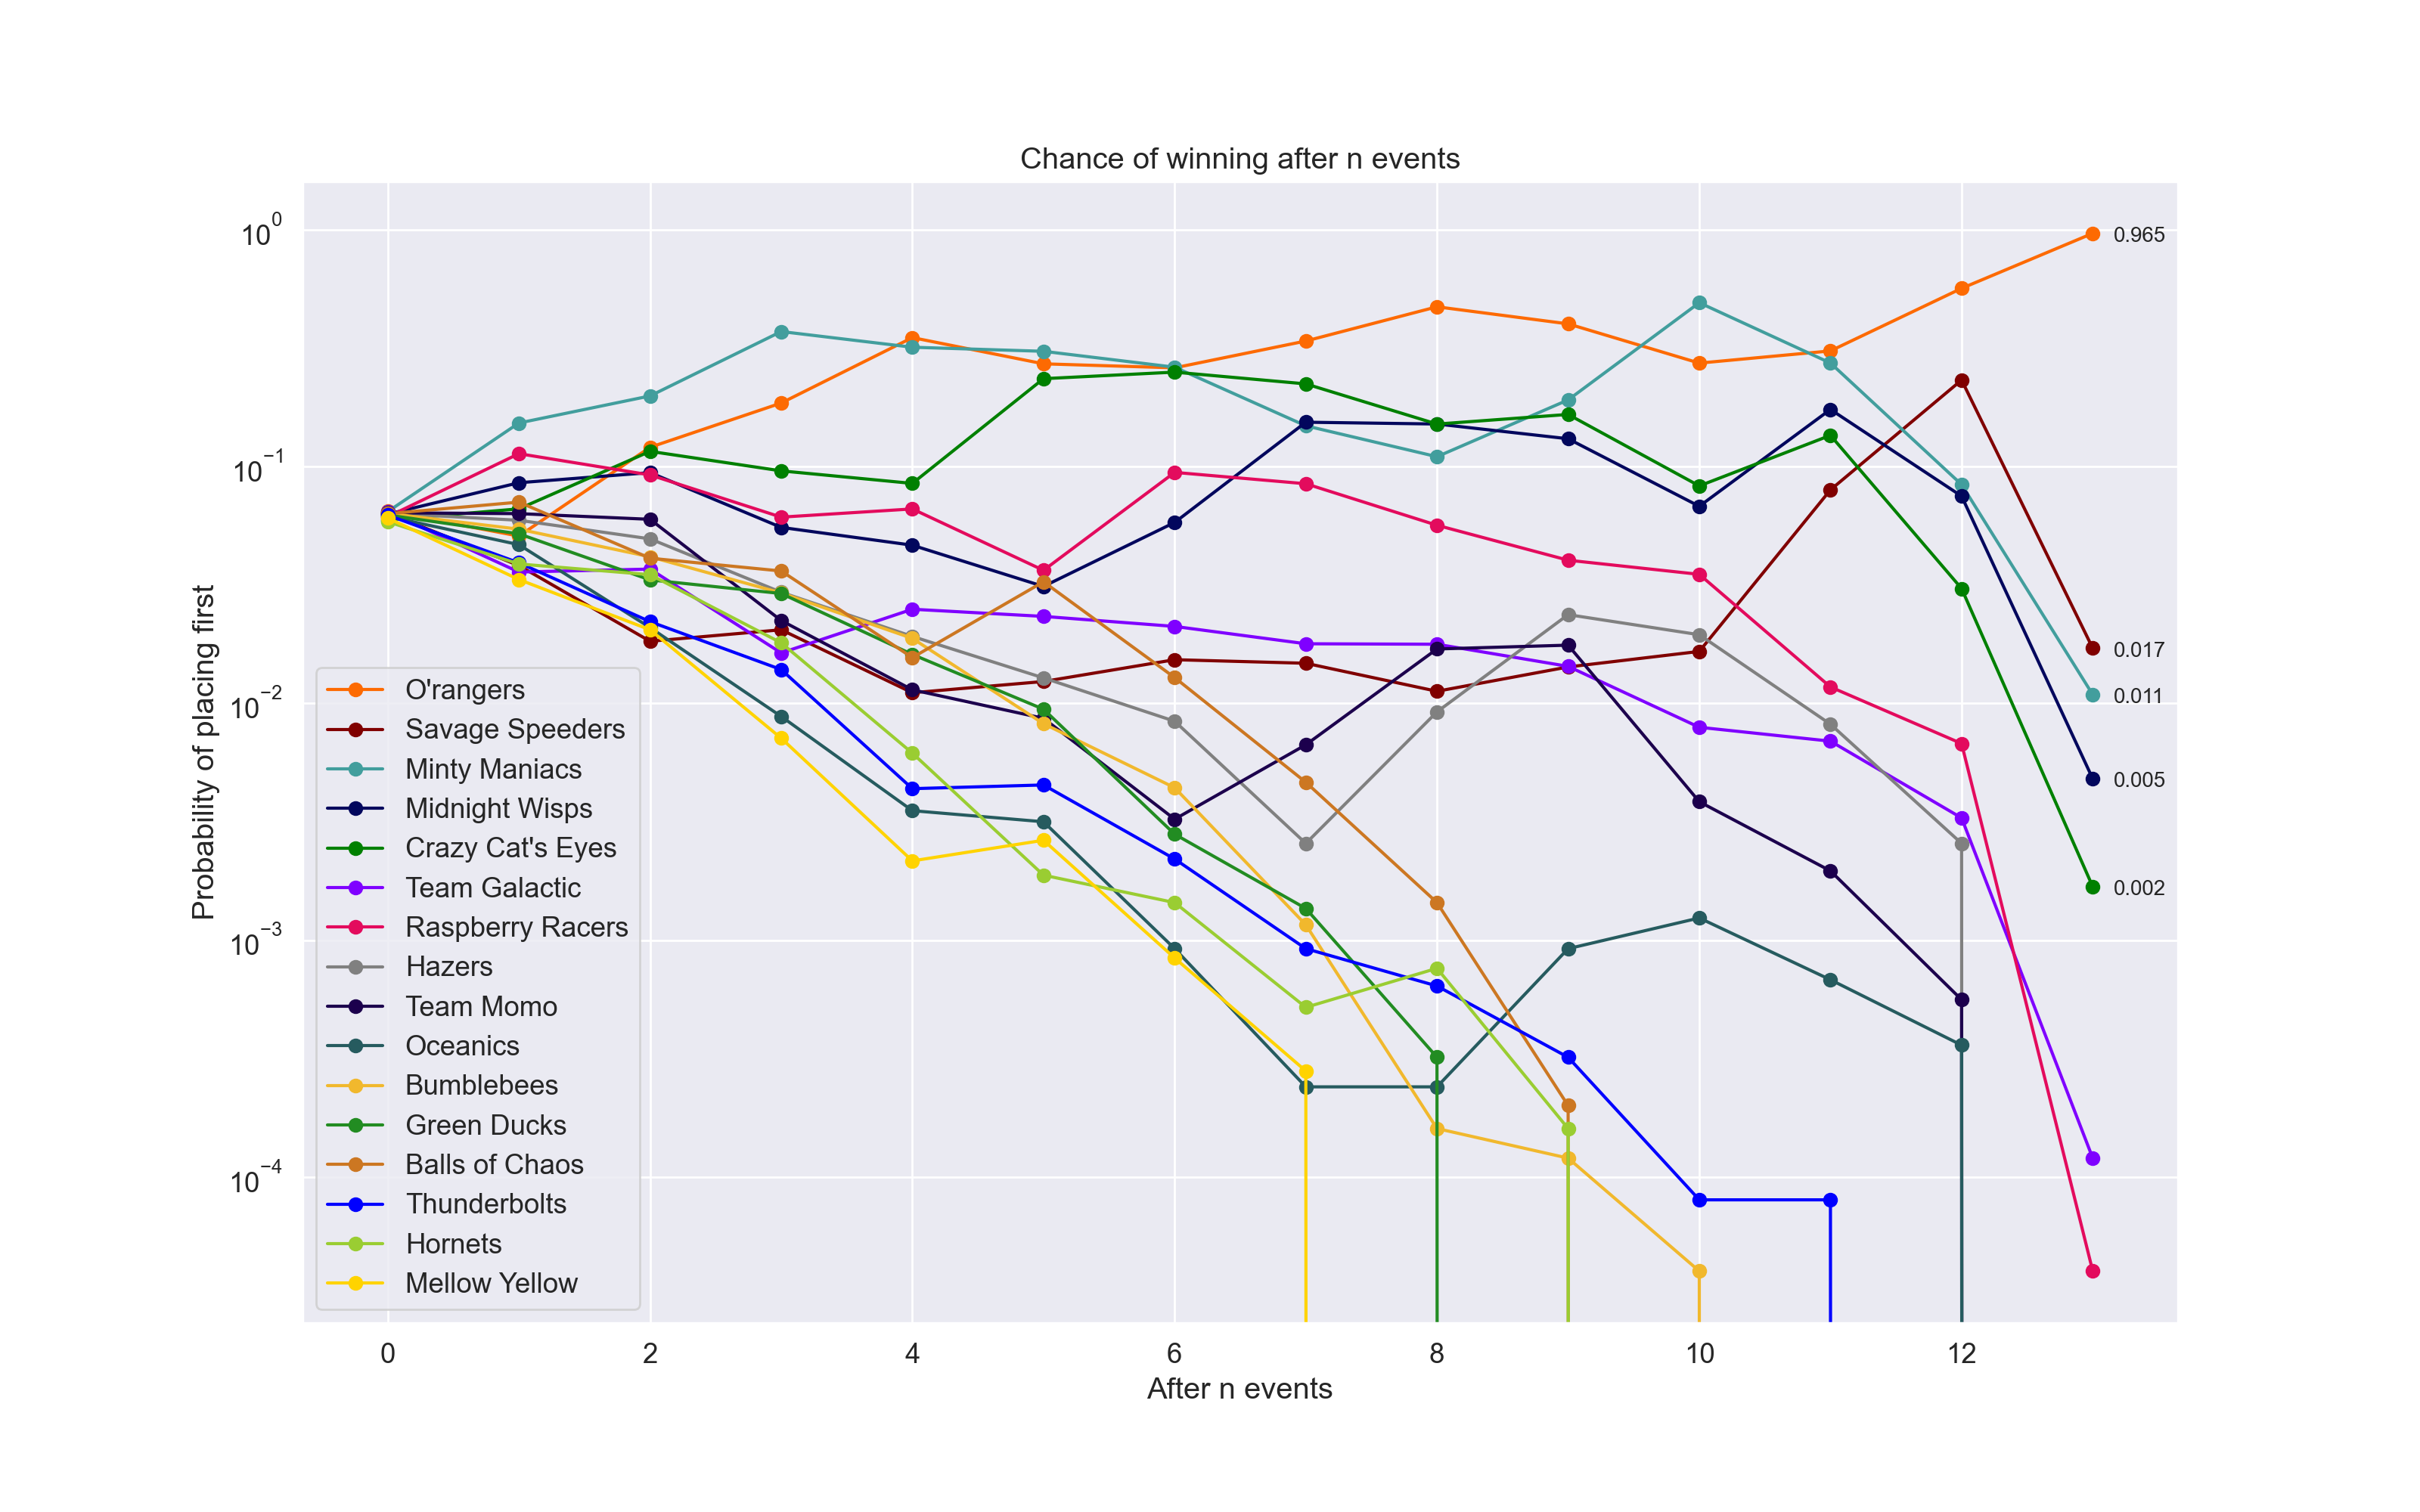 Chance of winning after n events
10^0
10^−1
10^−2
10^−3
10^−4
Probability of placing first
0.965
0.017
0.011
0.005
0.002
O'rangers
Savage Speeders
Minty Maniacs
Midnight Wisps
Crazy Cat's Eyes
Team Galactic
Raspberry Racers
Hazers
Team Momo
Oceanics
Bumblebees
Green Ducks
Balls of Chaos
Thunderbolts
Hornets
Mellow Yellow
0 2 4 6 8 10 12
After n events